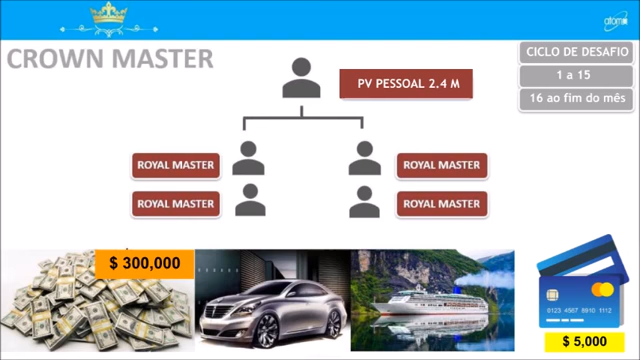 atomy
CROWN MASTER
CICLO DE DESAFIO
1 a 15
16 ao fim do mês
PV PESSOAL 2.4 M
ROYAL MASTER
ROYAL MASTER
ROYAL MASTER
ROYAL MASTER
$ 300,000
$ 5,000